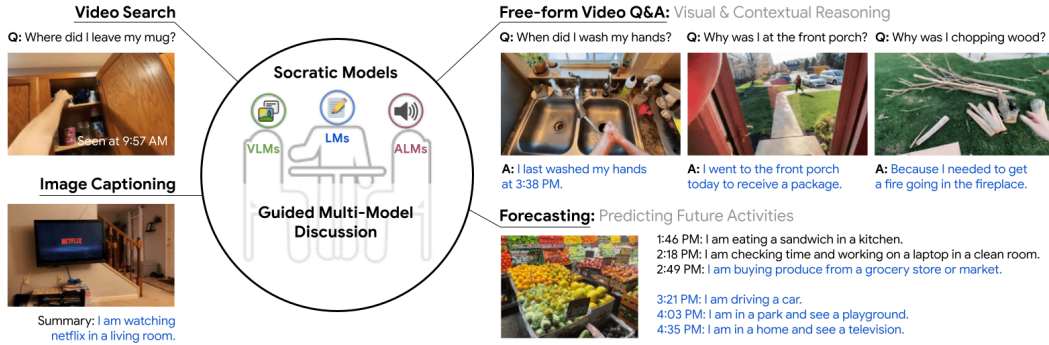 Video Search
Q: Where did I leave my mug?
Seen at 9:57 AM
Image Captioning
NETFLIX
Summary: I am watching
netflix in a living room.
Socratic Models
VLMs
LMs
ALMs
Guided Multi-Model
Discussion
Free-form Video Q&A: Visual & Contextual Reasoning
Q: When did I wash my hands?
A: I last washed my hands
at 3:38 PM.
Q: Why was I at the front porch?
A: I went to the front porch
today to receive a package.
Q: Why was I chopping wood?
A: Because I needed to get
a fire going in the fireplace.
Forecasting: Predicting Future Activities
1:46 PM: I am eating a sandwich in a kitchen.
2:18 PM: I am checking time and working on a laptop in a clean room.
2:49 PM: I am buying produce from a grocery store or market.
3:21 PM: I am driving a car.
4:03 PM: I am in a park and see a playground.
4:35 PM: I am in a home and see a television.